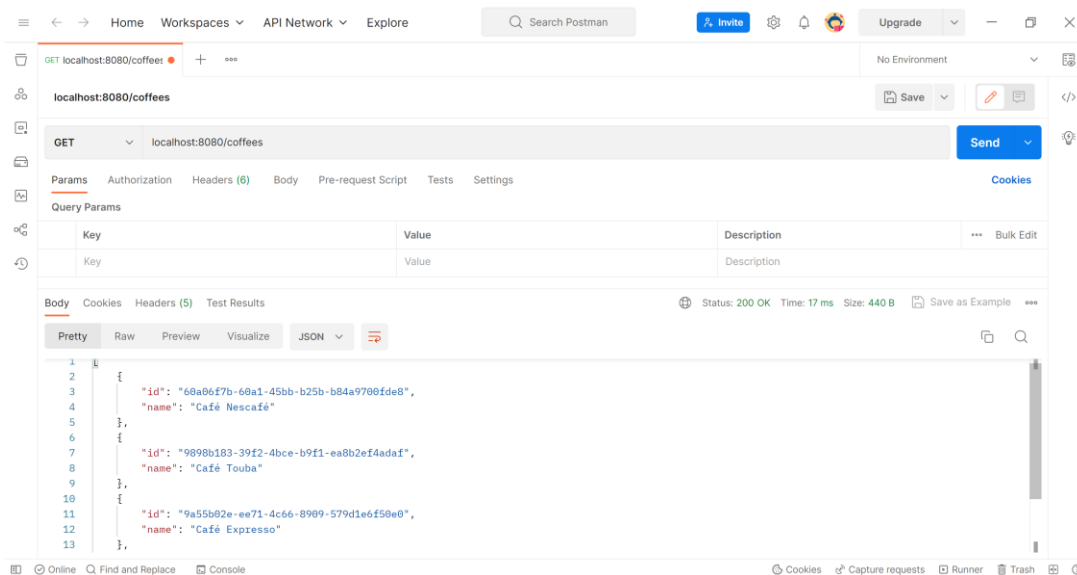 Home Workspaces API Network Explore Search Postman Invite Upgrade
GET localhost:8080/coffees No Environment
localhost:8080/coffees Save
GET localhost:8080/coffees Send
Params Authorization Headers (6) Body Pre-request Script Tests Settings Cookies
Query Params
Key Value Description Bulk Edit
Key Value Description
Body Cookies Headers (5) Test Results Status: 200 OK Time: 17 ms Size: 440 B Save as Example
Pretty Raw Preview Visualize JSON
1 [
2 {
3 "id": "60a06f7b-60a1-45bb-b25b-b84a9700fde8",
4 "name": "Café Nescafé"
5 },
6 {
7 "id": "9898b183-39f2-4bce-b9f1-ea8b2ef4adaf",
8 "name": "Café Touba"
9 },
10 {
11 "id": "9a55b02e-ee71-4c66-8909-579d1e6f50e0",
12 "name": "Café Expresso"
13 },
Online Find and Replace Console Cookies Capture requests Runner Trash